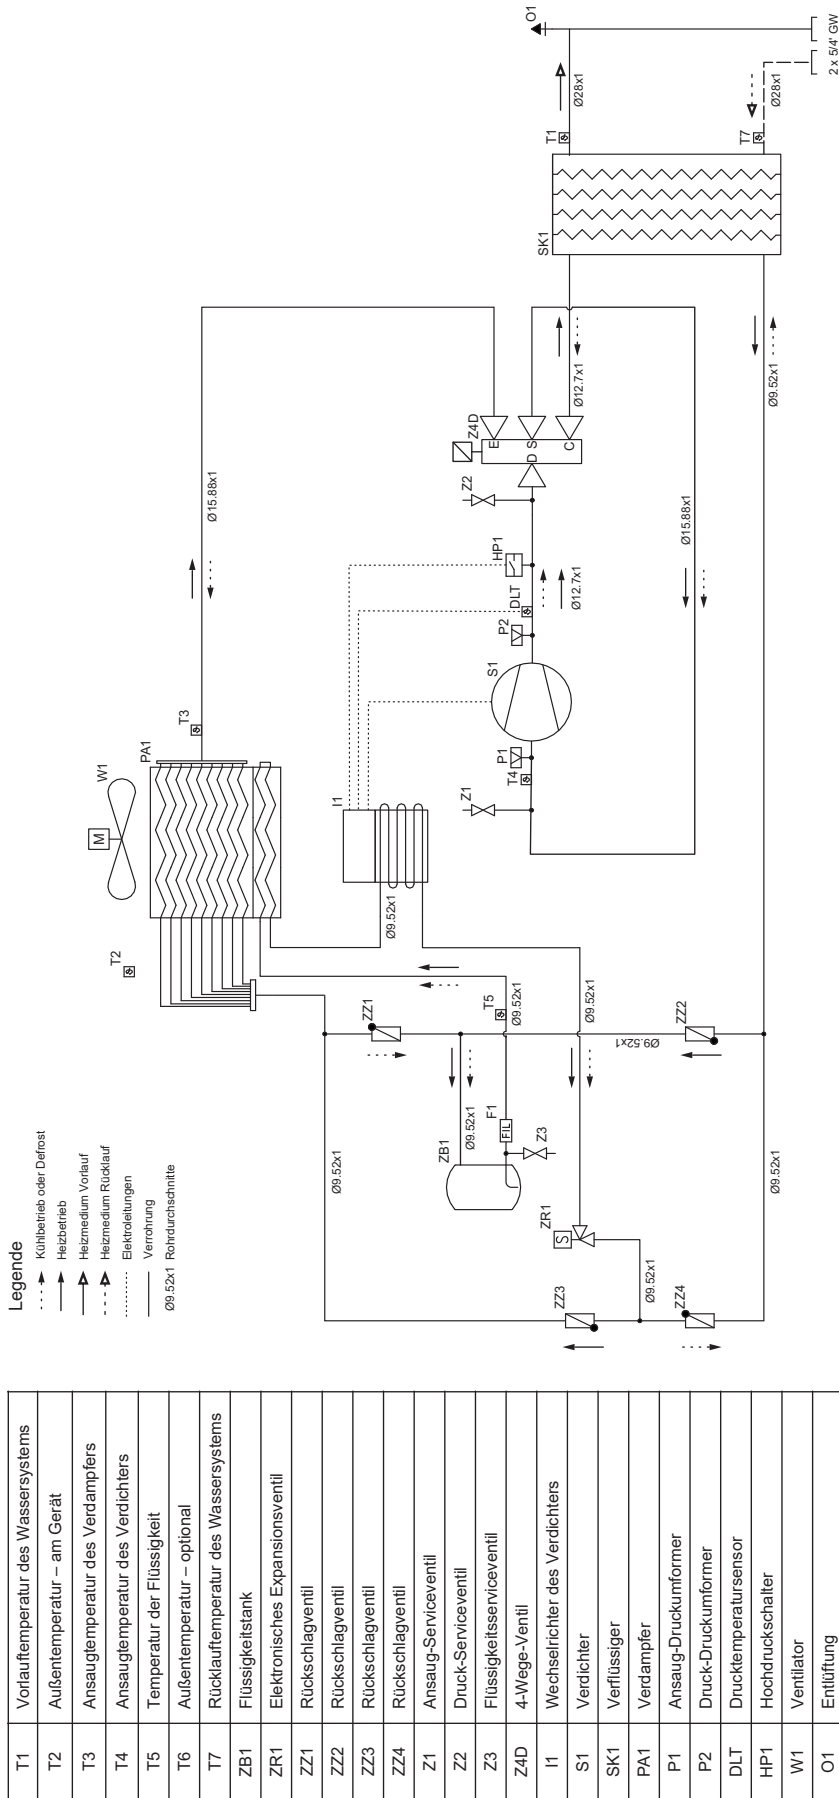 T1 Vorlauftemperatur des Wassersystems
T2 Außentemperatur – am Gerät
T3 Ansaugtemperatur des Verdampfers
T4 Ansaugtemperatur des Verdichters
T5 Temperatur der Flüssigkeit
T6 Außentemperatur – optional
T7 Rücklauftemperatur des Wassersystems
ZB1 Flüssigkeitstank
ZR1 Elektronisches Expansionsventil
ZZ1 Rückschlagventil
ZZ2 Rückschlagventil
ZZ3 Rückschlagventil
ZZ4 Rückschlagventil
Z1 Ansaug-Serviceventil
Z2 Druck-Serviceventil
Z3 Flüssigkeitsserviceventil
Z4D 4-Wege-Ventil
I1 Wechselrichter des Verdichters
S1 Verdichter
SK1 Verflüssiger
PA1 Verdampfer
P1 Ansaug-Druckumformer
P2 Druck-Druckumformer
DLT Drucktemperatursensor
HP1 Hochdruckschalter
W1 Ventilator
O1 Entlüftung
Legende
Kühlbetrieb oder Defrost
Heizbetrieb
Heizmedium Vorlauf
Heizmedium Rücklauf
Elektroleitungen
Verrohrung
Ø9.52x1 Rohrdurchschnitte
T2
M
W1
PA1
T3
Ø15.88x1
Ø9.52x1
ZZ1
ZB1
Ø9.52x1
F1
FIL
Z3
T5
Ø9.52x1
Ø9.52x1
I1
Ø9.52x1
ZZ3
ZR1
S
Ø9.52x1
ZZ4
Ø9.52x1
ZZ2
Ø9.52x1
Z1
T4
P1
S1
P2
DLT
HP1
Ø12.7x1
Z2
Z4D
E
D
S
C
Ø15.88x1
Ø12.7x1
Ø9.52x1
SK1
T1
Ø28x1
O1
T7
Ø28x1
2 x 5/4' GW